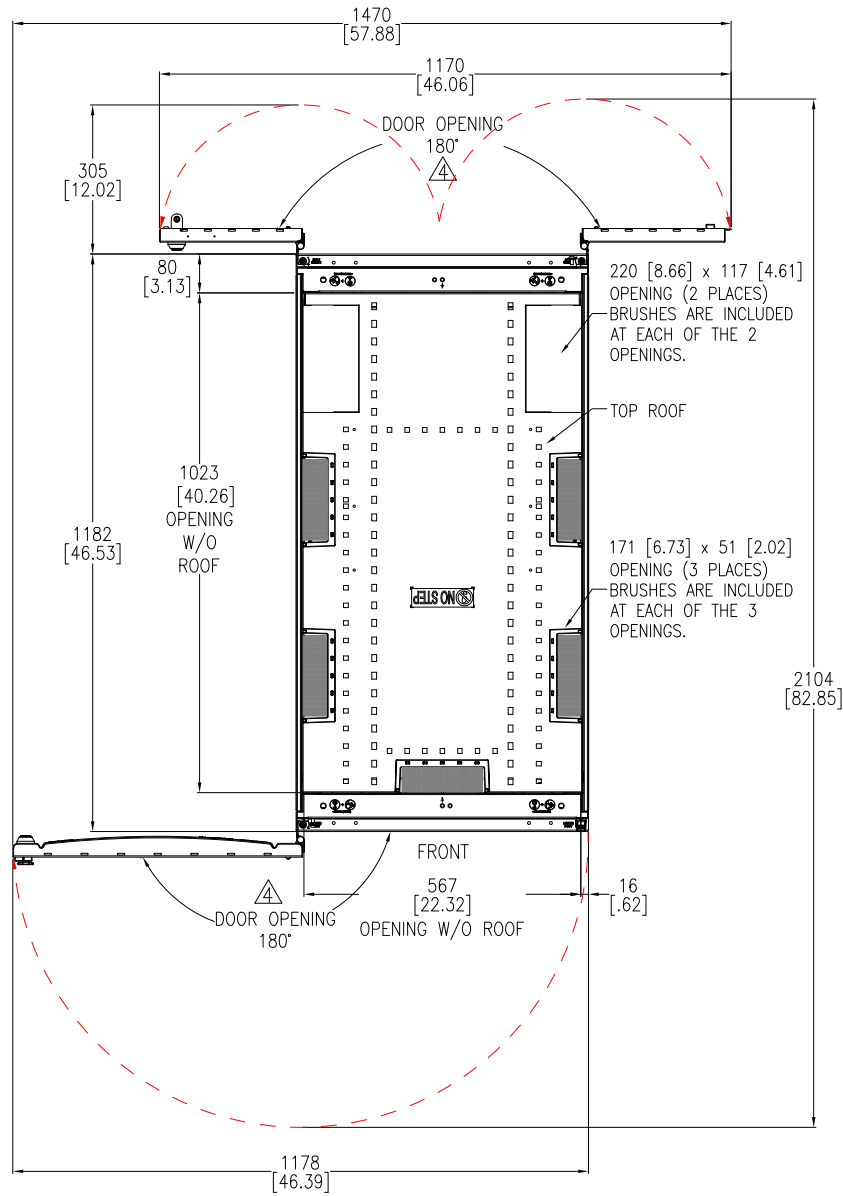 1470
[57.88]
1170
[46.06]
DOOR OPENING
180°
4
305
[12.02]
80
[3.13]
220 [8.66] x 117 [4.61]
OPENING (2 PLACES)
BRUSHES ARE INCLUDED
AT EACH OF THE 2
OPENINGS.
TOP ROOF
1023
[40.26]
OPENING
W/O
ROOF
1182
[46.53]
171 [6.73] x 51 [2.02]
OPENING (3 PLACES)
BRUSHES ARE INCLUDED
AT EACH OF THE 3
OPENINGS.
NO STEP
2104
[82.85]
FRONT
4
DOOR OPENING
180°
567
[22.32]
OPENING W/O ROOF
16
[.62]
1178
[46.39]